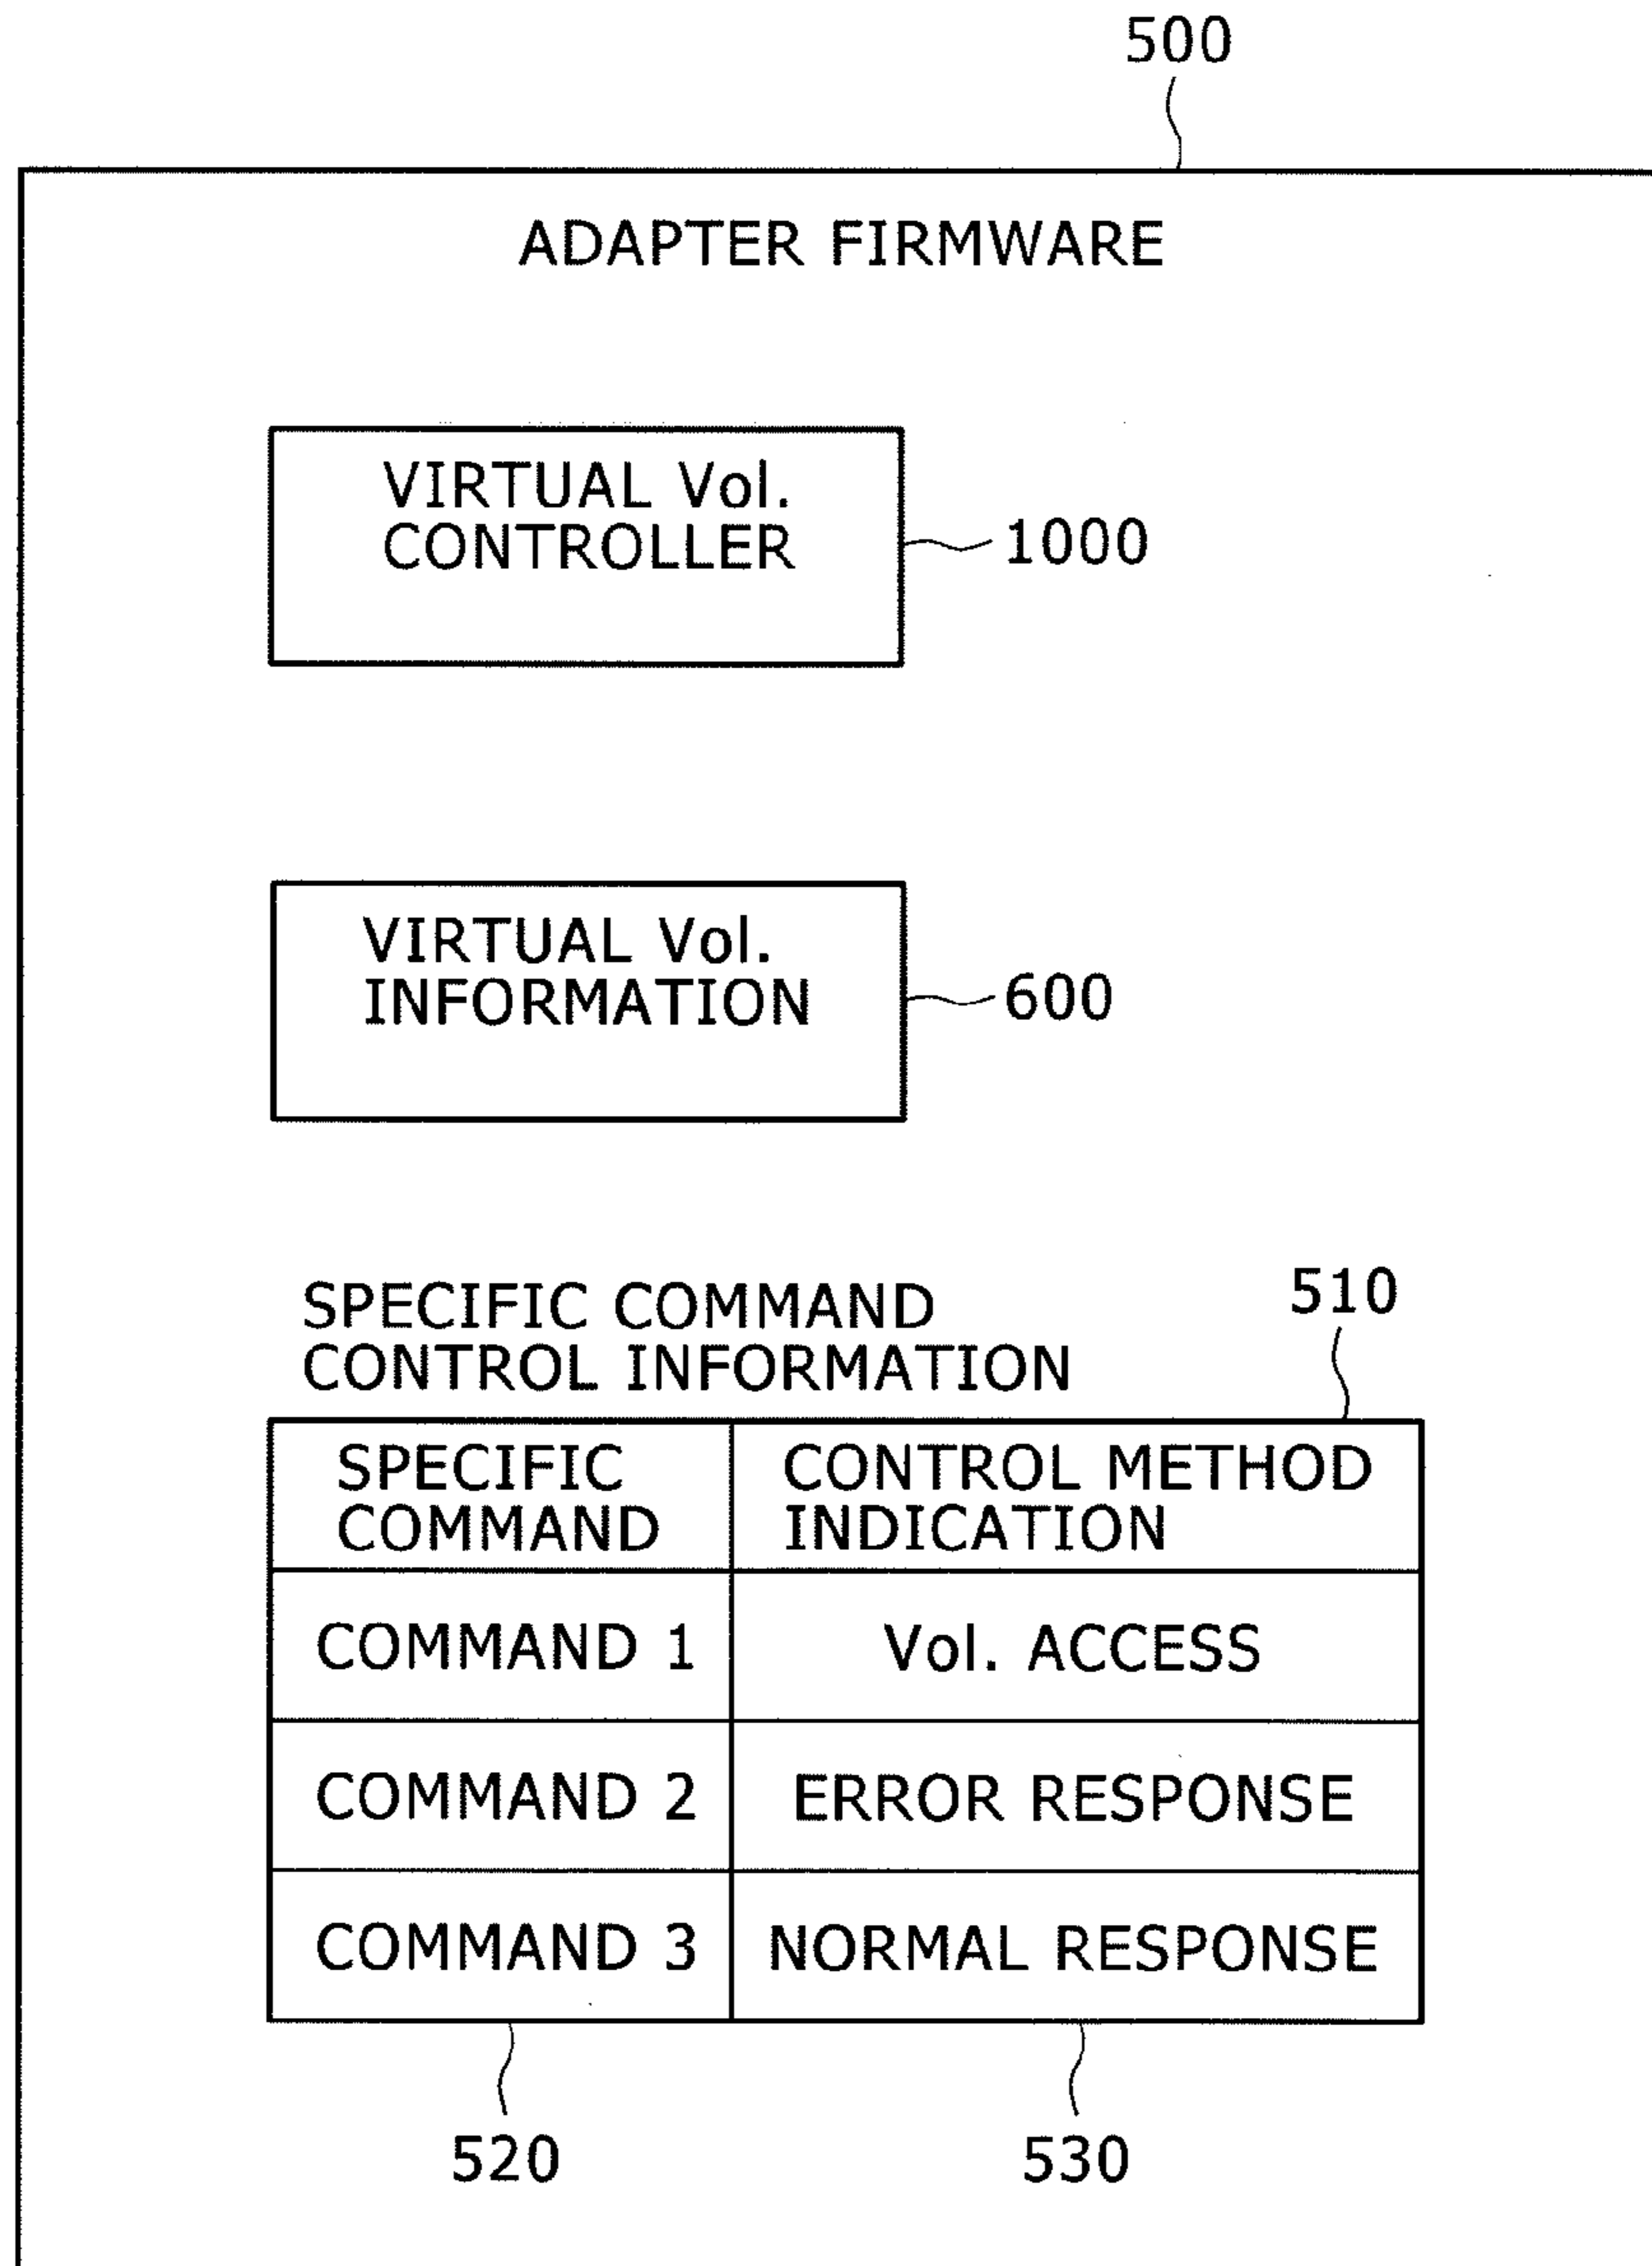 500
ADAPTER FIRMWARE
VIRTUAL Vol.
CONTROLLER
1000
VIRTUAL Vol.
INFORMATION
600
SPECIFIC COMMAND
CONTROL INFORMATION
510
SPECIFIC
COMMAND
CONTROL METHOD
INDICATION
COMMAND 1
Vol. ACCESS
COMMAND 2
ERROR RESPONSE
COMMAND 3
NORMAL RESPONSE
520
530